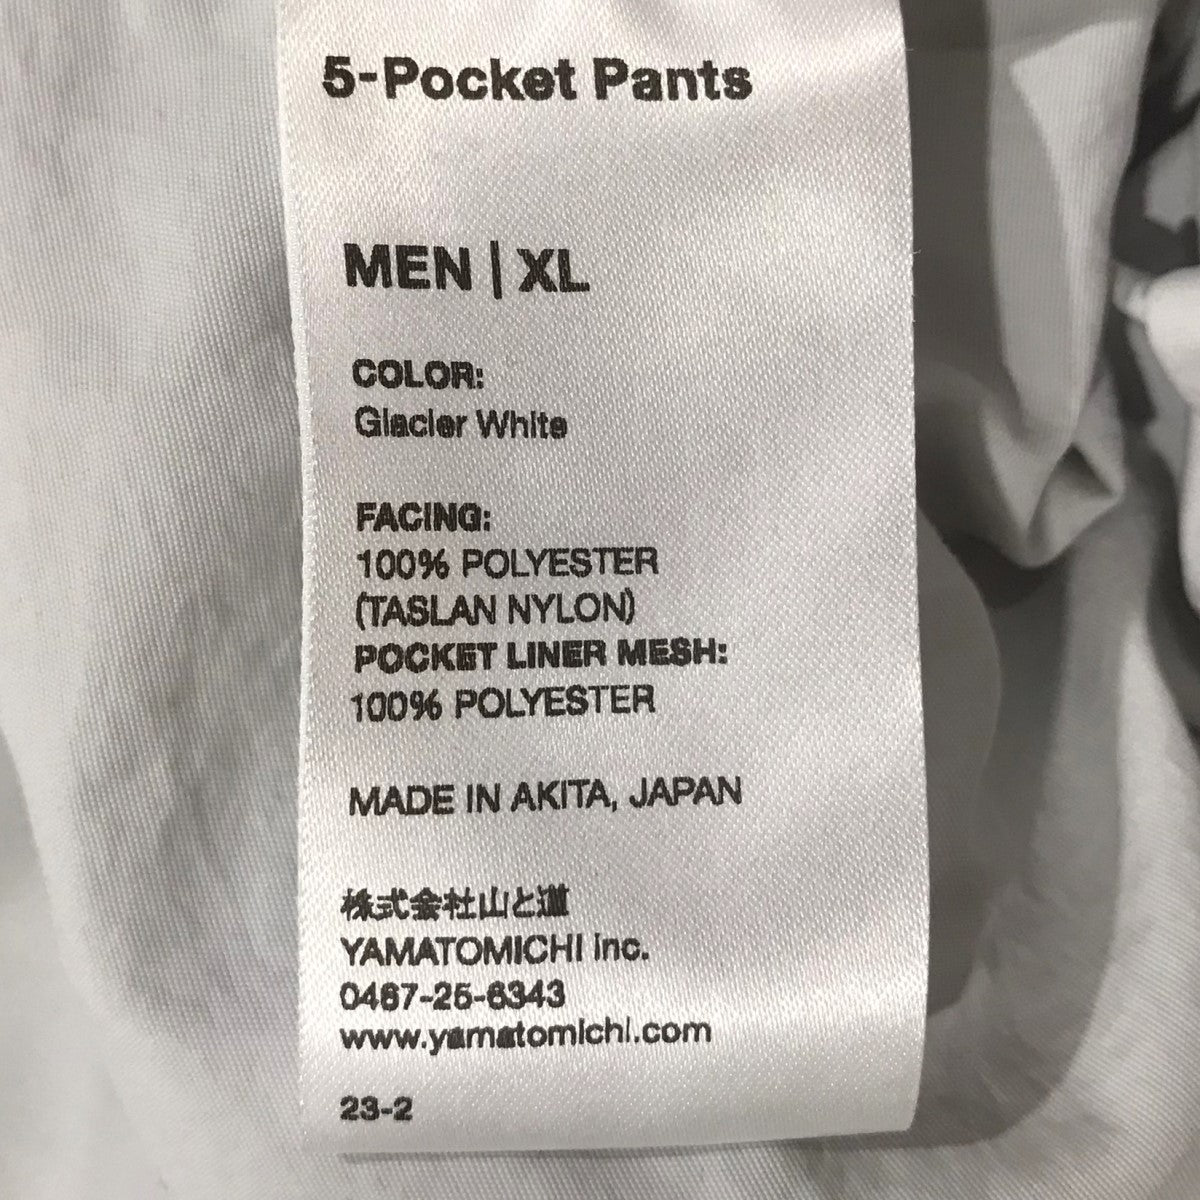 5-Pocket Pants
MEN | XL
COLOR:
Glacier White
FACING:
100% POLYESTER
(TASLAN NYLON)
POCKET LINER MESH:
100% POLYESTER
MADE IN AKITA, JAPAN
株式会社山と道
YAMATOMICHI inc.
0467-25-6343
www.yamatomichi.com
23-2